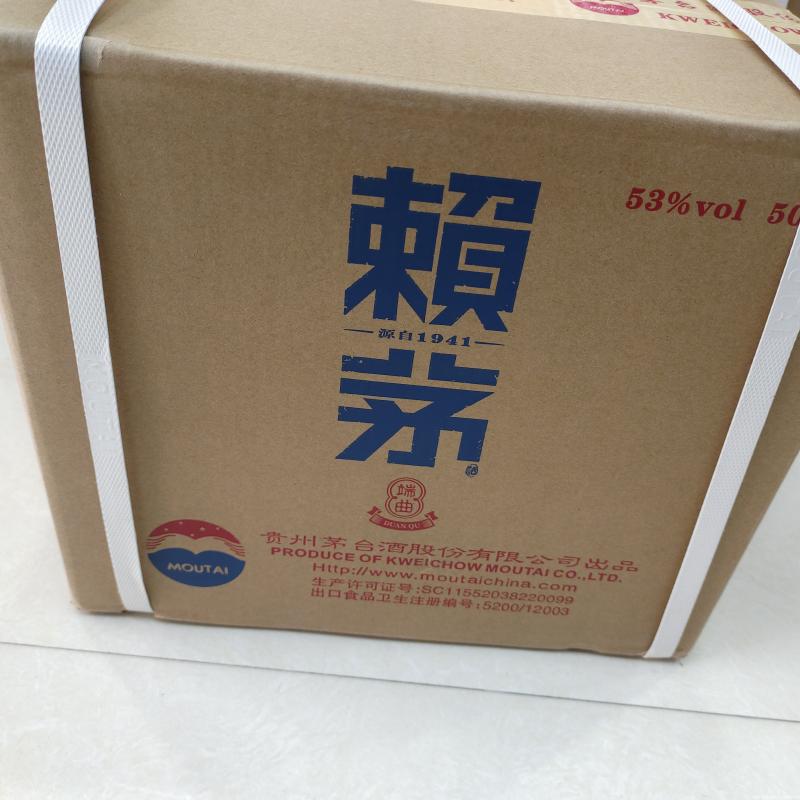 MOUTAI
KWEI
賴
53%vol 50
源自1941
茅
端
曲
DUAN QU
MOUTAI
贵州茅台酒股份有限公司出品
PRODUCE OF KWEICHOW MOUTAI CO.,LTD.
Http://www.moutaichina.com
生产许可证号:SC11552038220099
出口食品卫生注册编号:5200/12003